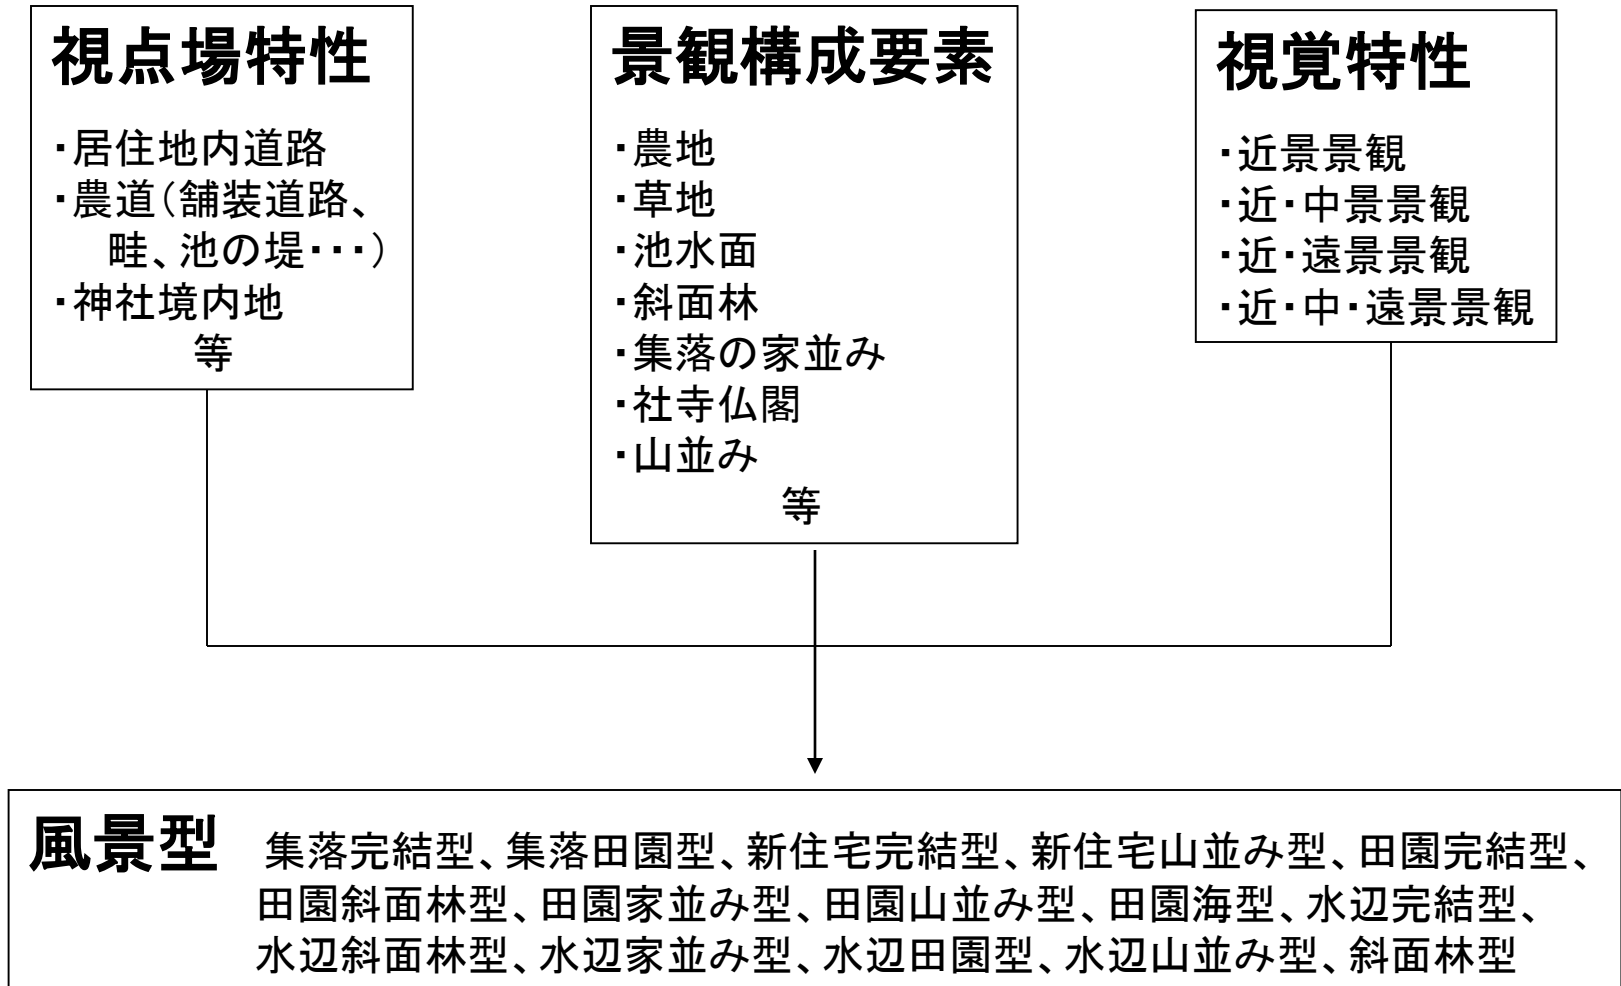 視点場特性
・居住地内道路
・農道（舗装道路、
畦、池の堤・・・）
・神社境内地
等
景観構成要素
・農地
・草地
・池水面
・斜面林
・集落の家並み
・社寺仏閣
・山並み
等
視覚特性
・近景景観
・近・中景景観
・近・遠景景観
・近・中・遠景景観
風景型 集落完結型、集落田園型、新住宅完結型、新住宅山並み型、田園完結型、
田園斜面林型、田園家並み型、田園山並み型、田園海型、水辺完結型、
水辺斜面林型、水辺家並み型、水辺田園型、水辺山並み型、斜面林型